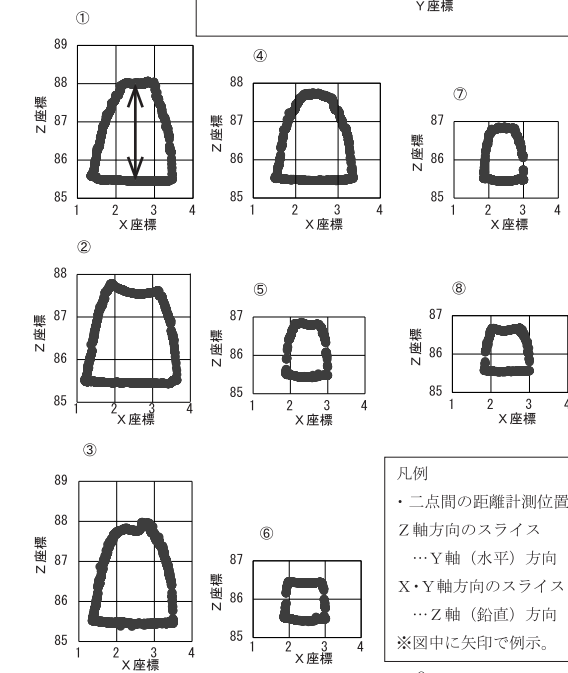 Y座標
①
89
88
87
86
85
Z座標
1 2 3 4
X座標
②
88
87
86
85
Z座標
1 2 3 4
X座標
③
89
88
87
86
85
Z座標
1 2 3 4
X座標
④
88
87
86
85
Z座標
1 2 3 4
X座標
⑤
87
86
85
Z座標
1 2 3 4
X座標
⑥
87
86
85
Z座標
1 2 3 4
X座標
⑦
87
86
85
Z座標
1 2 3 4
X座標
⑧
87
86
85
Z座標
1 2 3 4
X座標
凡例
・二点間の距離計測位置
Z軸方向のスライス
…Y軸（水平）方向
X・Y軸方向のスライス
…Z軸（鉛直）方向
※図中に矢印で例示。